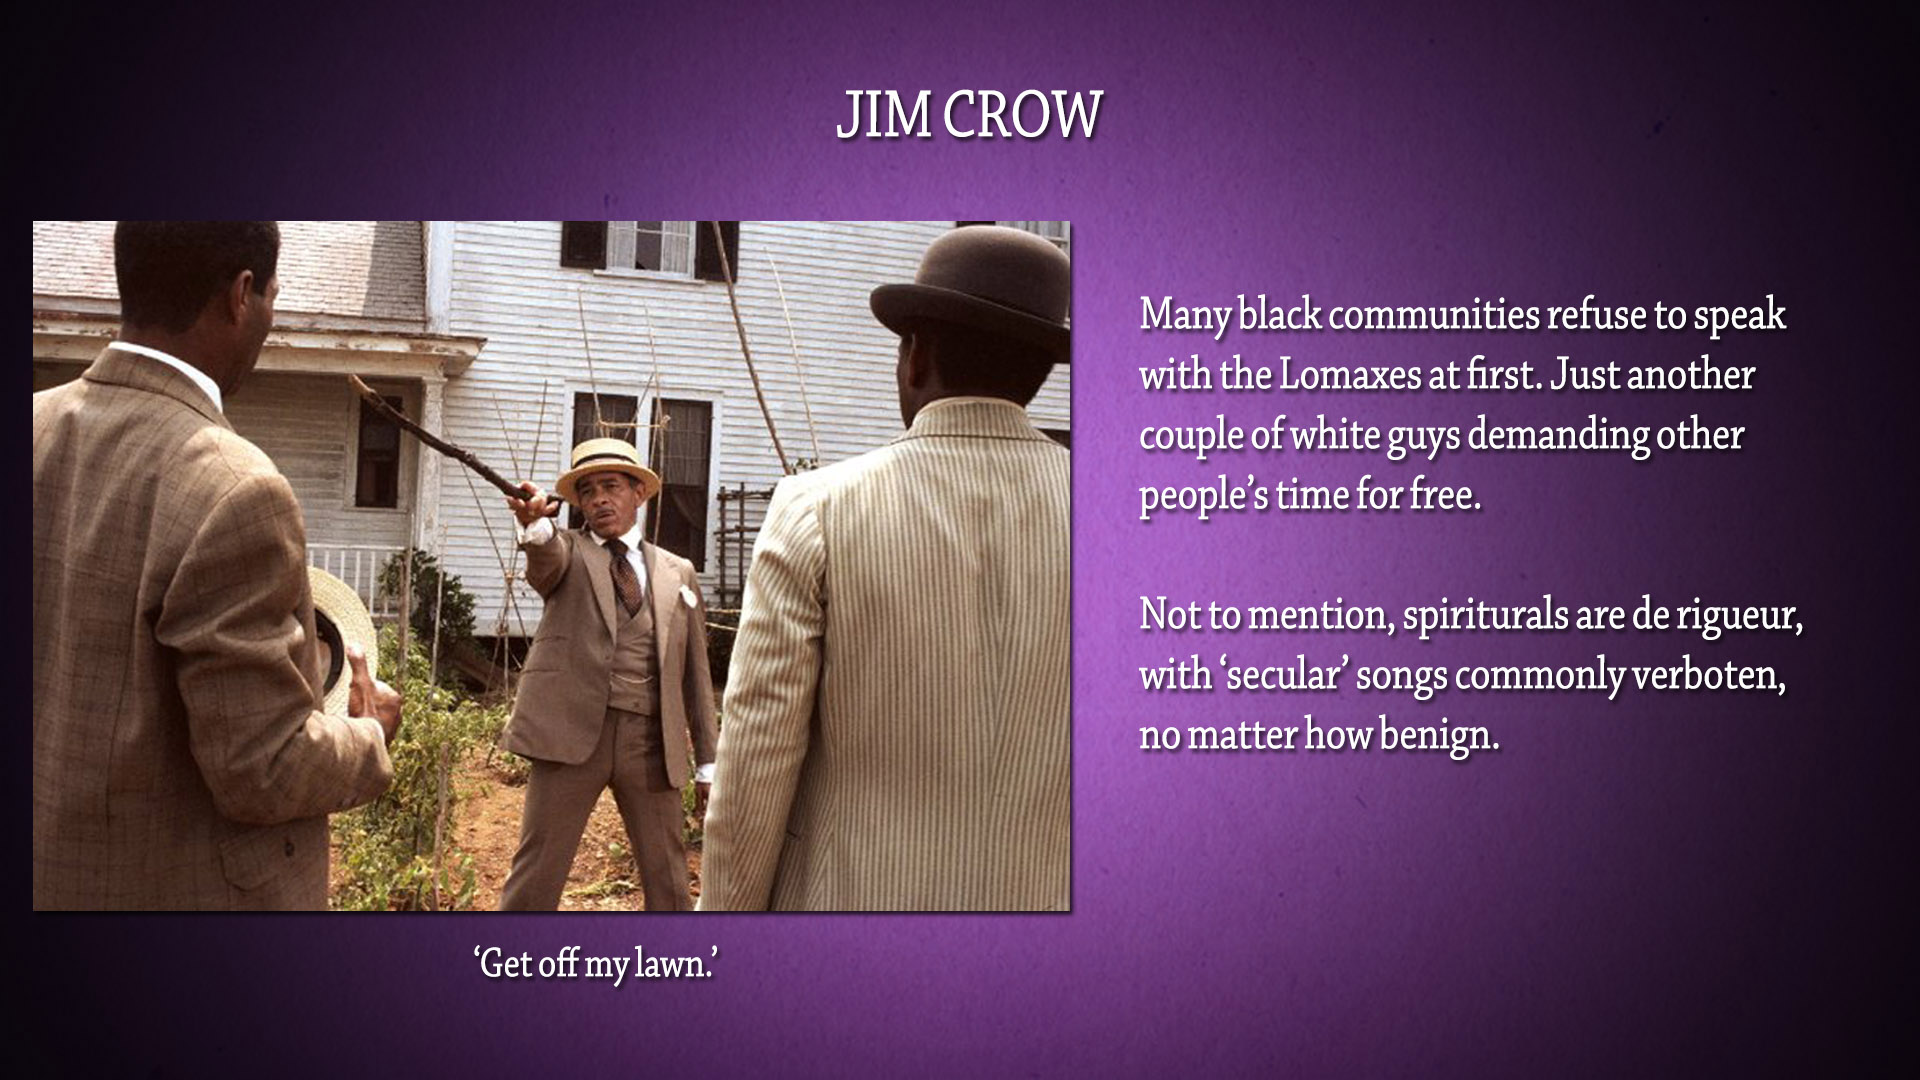 JIM CROW
Many black communities refuse to speak
with the Lomaxes at first. Just another
couple of white guys demanding other
people’s time for free.
Not to mention, spiriturals are de rigueur,
with ‘secular’ songs commonly verboten,
no matter how benign.
‘Get off my lawn.’